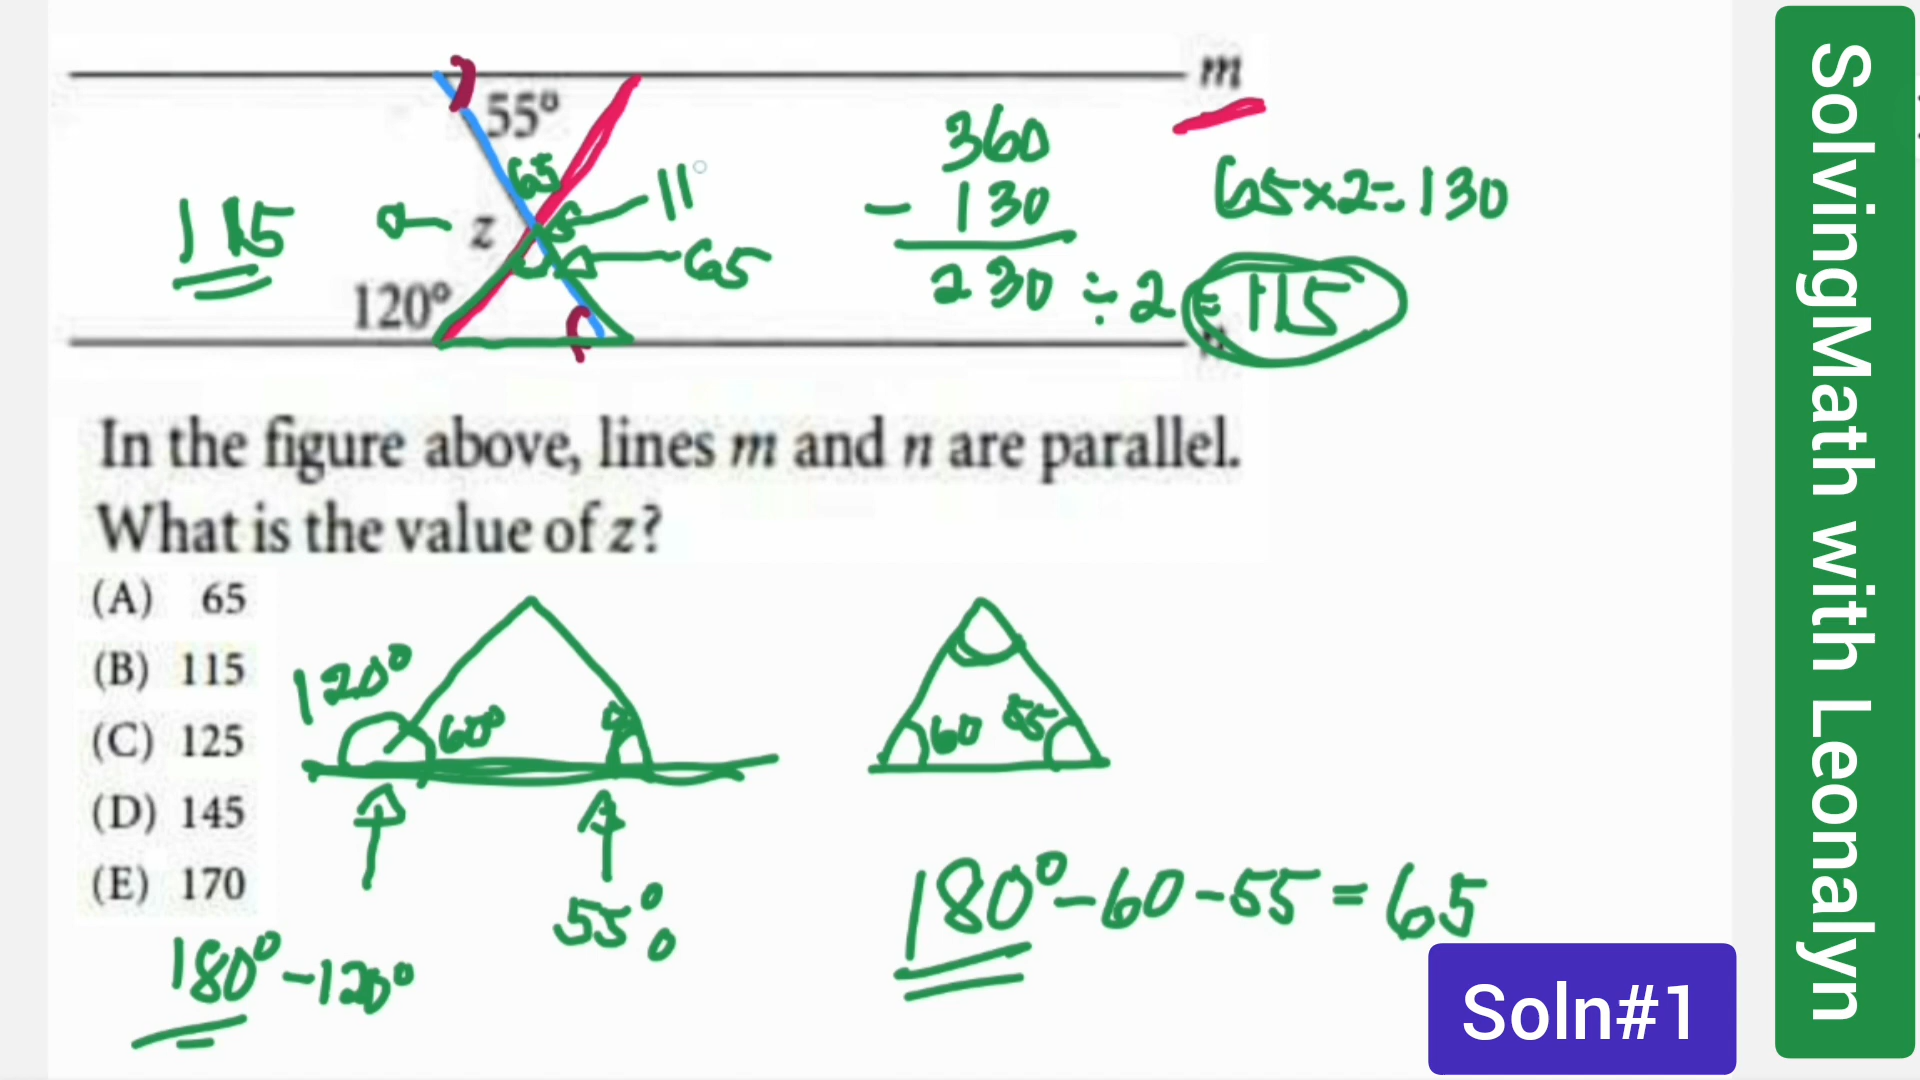 m
55°
65
11
115
z
65
120°
360
- 130
230 ÷ 2 = 115
65×2=130
In the figure above, lines m and n are parallel.
What is the value of z?
(A) 65
(B) 115
(C) 125
(D) 145
(E) 170
120°
60°
55°
180° - 120°
60
55
180° - 60 - 55 = 65
Soln#1
SolvingMath with Leonalyn